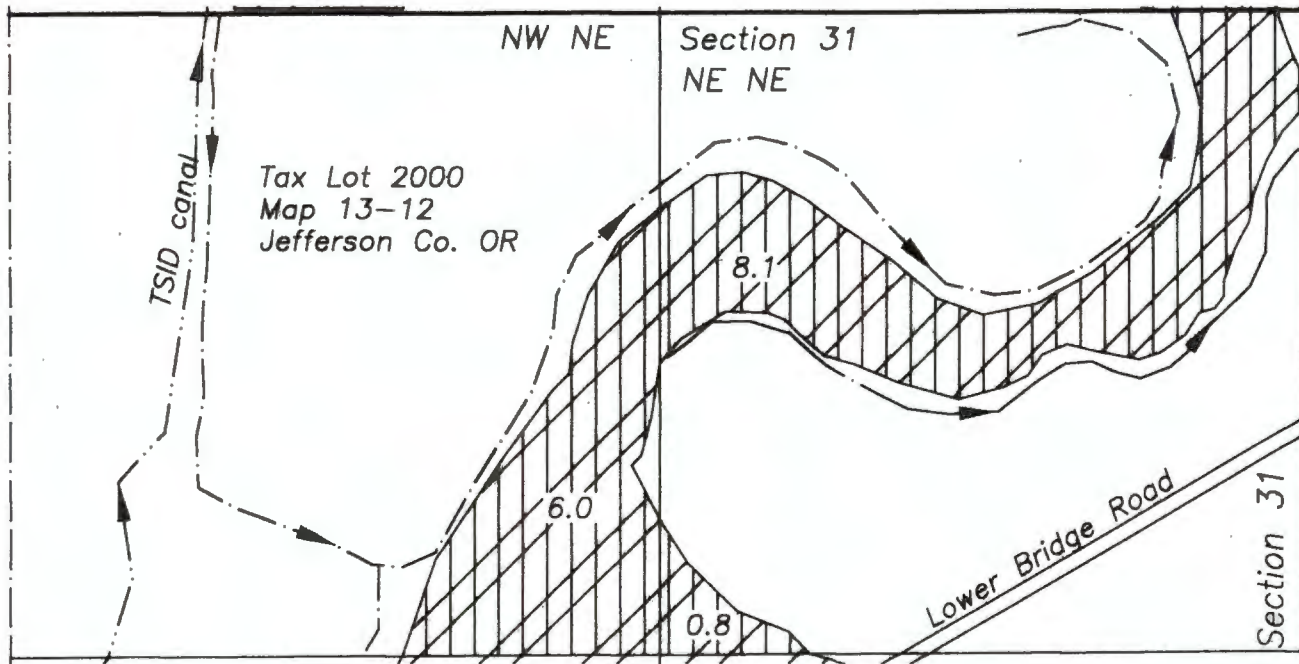 NW NE
Section 31
NE NE
Tax Lot 2000
Map 13-12
Jefferson Co. OR
TSID canal
8.1
6.0
0.8
Lower Bridge Road
Section 31